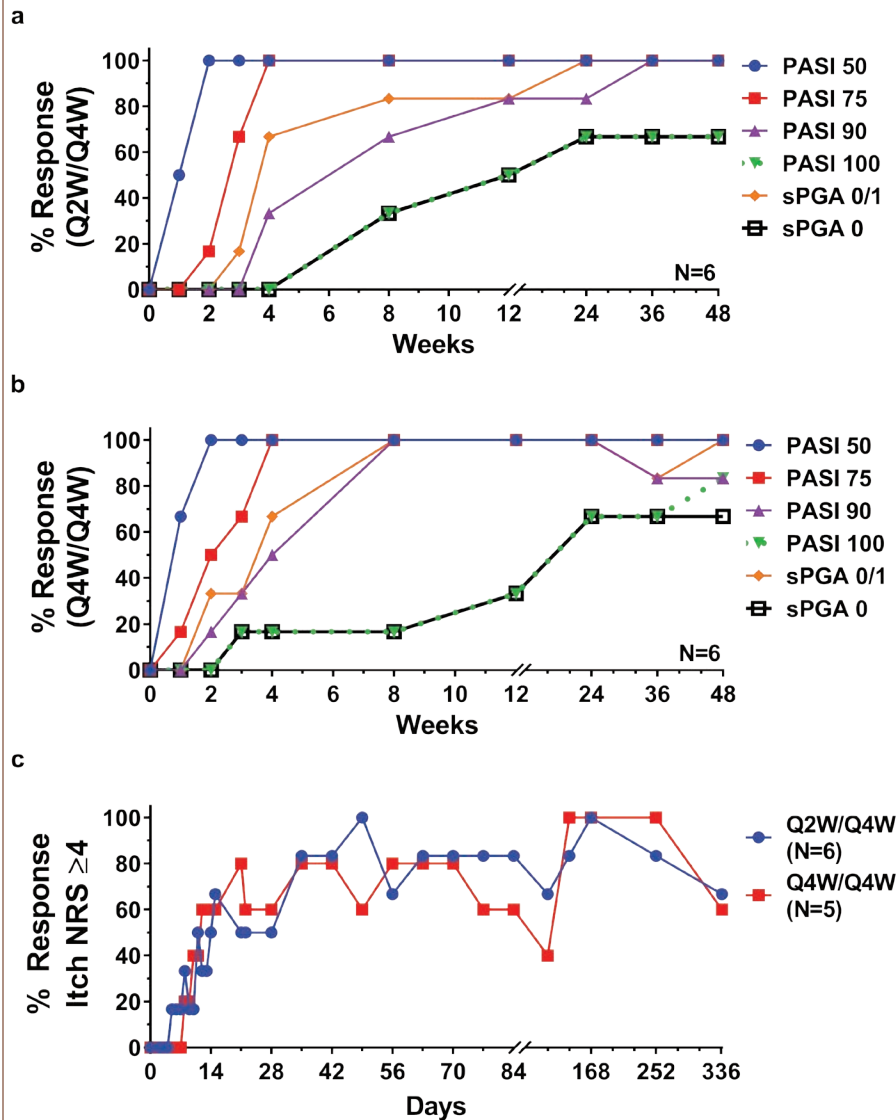 a
% Response
(Q2W/Q4W)
100
80
60
40
20
0
0 2 4 6 8 10 12 24 36 48
Weeks
N=6
PASI 50
PASI 75
PASI 90
PASI 100
sPGA 0/1
sPGA 0
b
% Response
(Q4W/Q4W)
100
80
60
40
20
0
0 2 4 6 8 10 12 24 36 48
Weeks
N=6
PASI 50
PASI 75
PASI 90
PASI 100
sPGA 0/1
sPGA 0
c
% Response
Itch NRS ≥4
100
80
60
40
20
0
0 14 28 42 56 70 84 168 252 336
Days
Q2W/Q4W
(N=6)
Q4W/Q4W
(N=5)